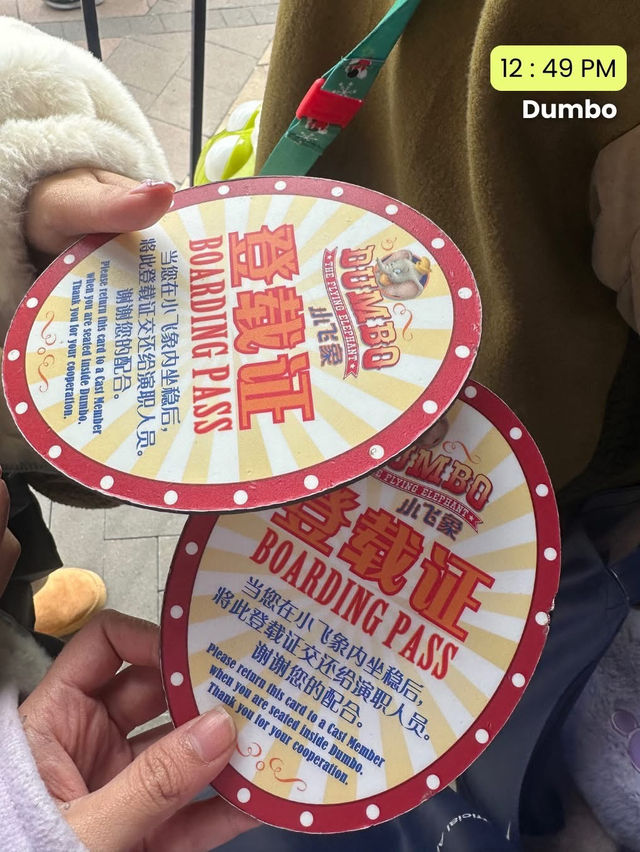 12 : 49 PM
Dumbo
DUMBO
THE FLYING ELEPHANT
小飞象
登载证
BOARDING PASS
当您在小飞象内坐稳后,
将此登载证交还给演职人员。
谢谢您的配合。
Please return this card to a Cast Member
when you are seated inside Dumbo.
Thank you for your cooperation.
UMBO
FLYING ELEPHANT
小飞象
登载证
BOARDING PASS
当您在小飞象内坐稳后,
将此登载证交还给演职人员。
谢谢您的配合。
Please return this card to a Cast Member
when you are seated inside Dumbo.
Thank you for your cooperation.